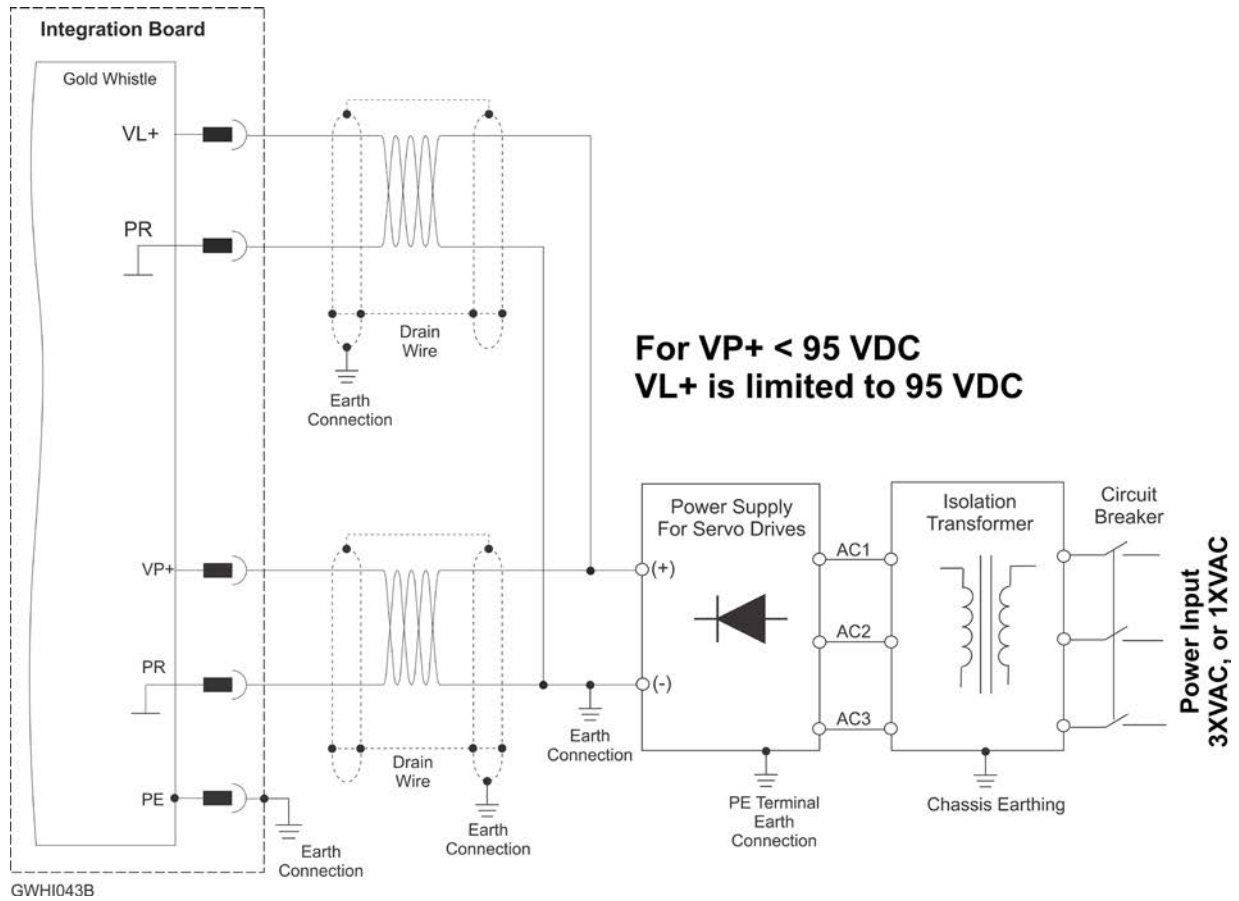 Integration Board
Gold Whistle
VL+
PR
Drain
Wire
Earth
Connection
For VP+ < 95 VDC
VL+ is limited to 95 VDC
Power Supply
For Servo Drives
Isolation
Transformer
Circuit
Breaker
AC1
AC2
AC3
(+)
(-)
Power Input
3XVAC, or 1XVAC
VP+
PR
Earth
Connection
Drain
Wire
PE
Earth
Connection
Earth
Connection
PE Terminal
Earth
Connection
Chassis Earthing
GWHI043B